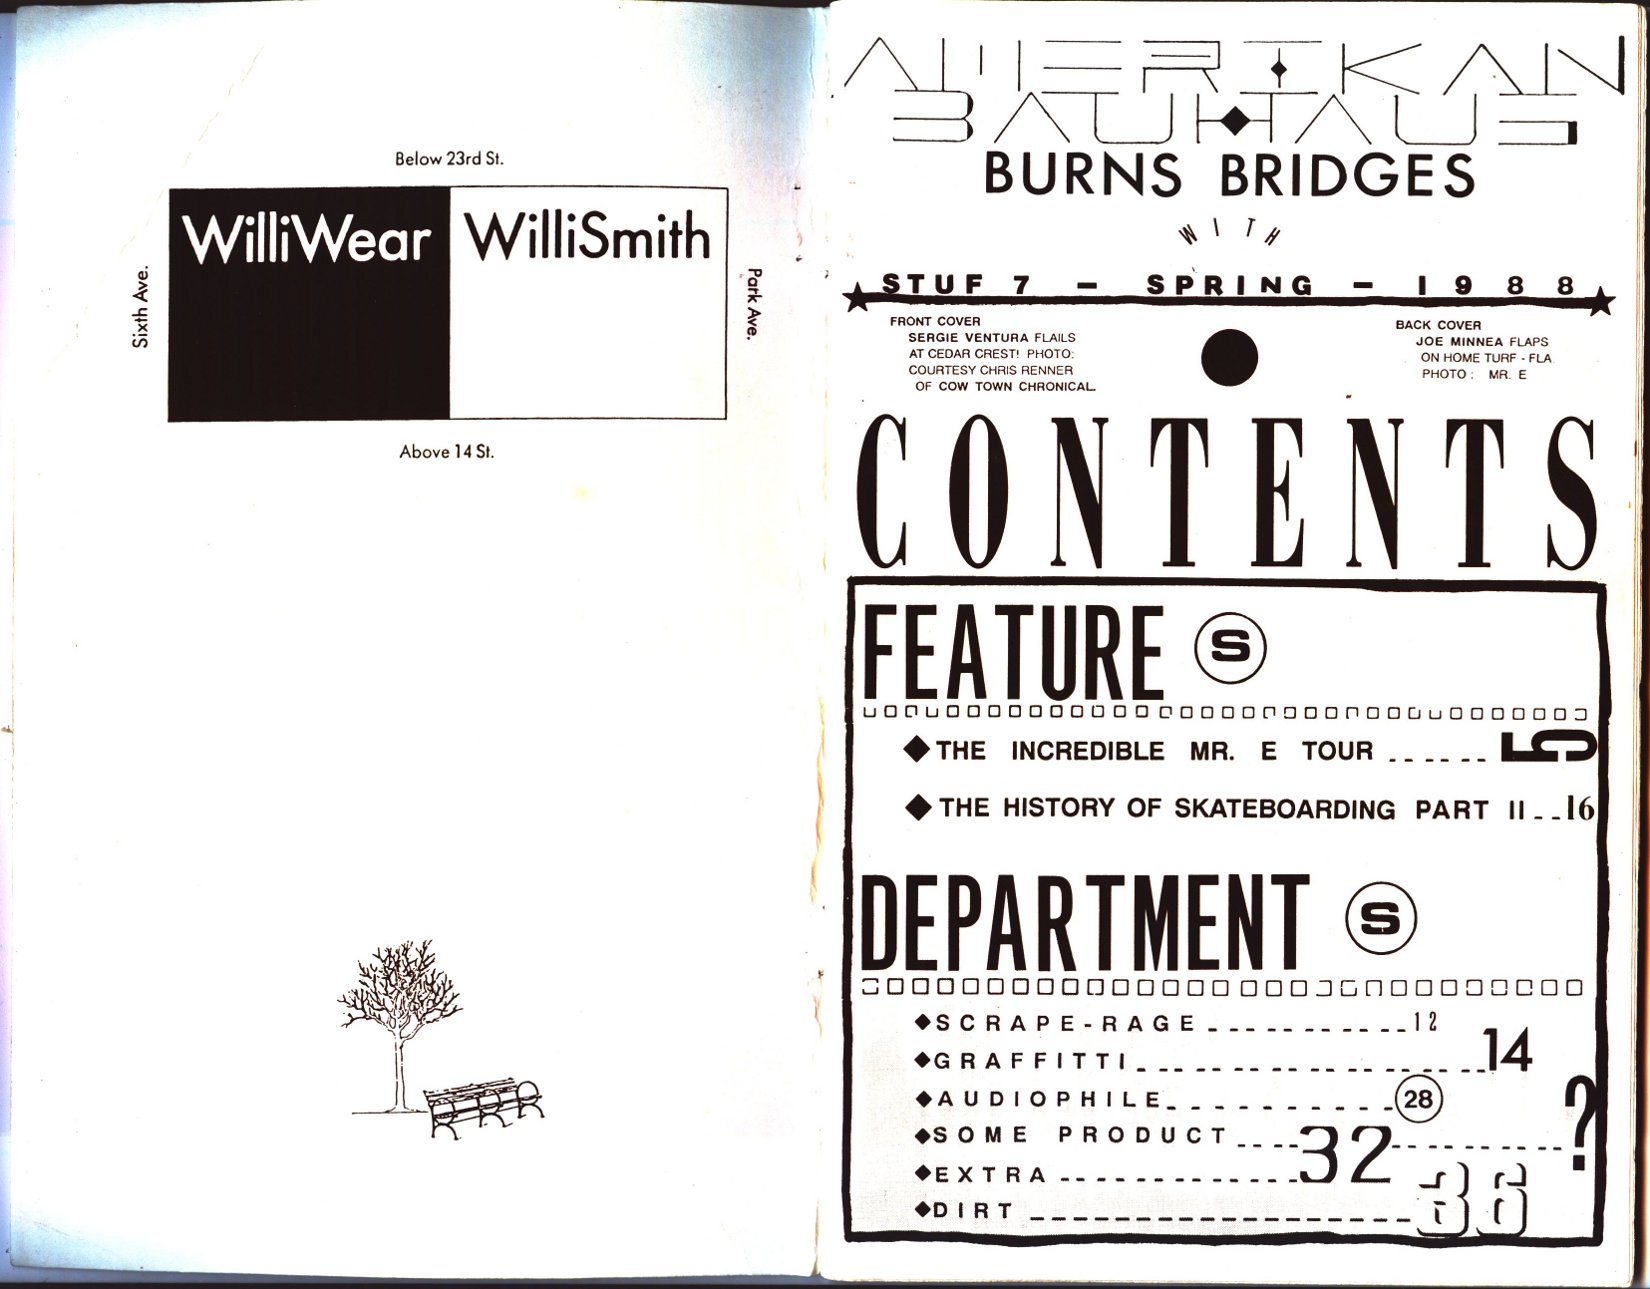 Below 23rd St.
Sixth Ave.
WilliWear WilliSmith
Park Ave.
Above 14 St.
AMERIKAN
BAUHAUS
BURNS BRIDGES
WITH
STUF 7 – SPRING – 1988
FRONT COVER
SERGIE VENTURA FLAILS
AT CEDAR CREST! PHOTO:
COURTESY CHRIS RENNER
OF COW TOWN CHRONICAL.
BACK COVER
JOE MINNEA FLAPS
ON HOME TURF - FLA
PHOTO : MR. E
CONTENTS
FEATURE S
THE INCREDIBLE MR. E TOUR ------ 5
THE HISTORY OF SKATEBOARDING PART II -- 16
DEPARTMENT S
SCRAPE-RAGE ----------- 12
GRAFFITTI ------------------- 14
AUDIOPHILE ------------ 28
SOME PRODUCT ------------- ?
EXTRA ------------- 32
DIRT ------------------- 36